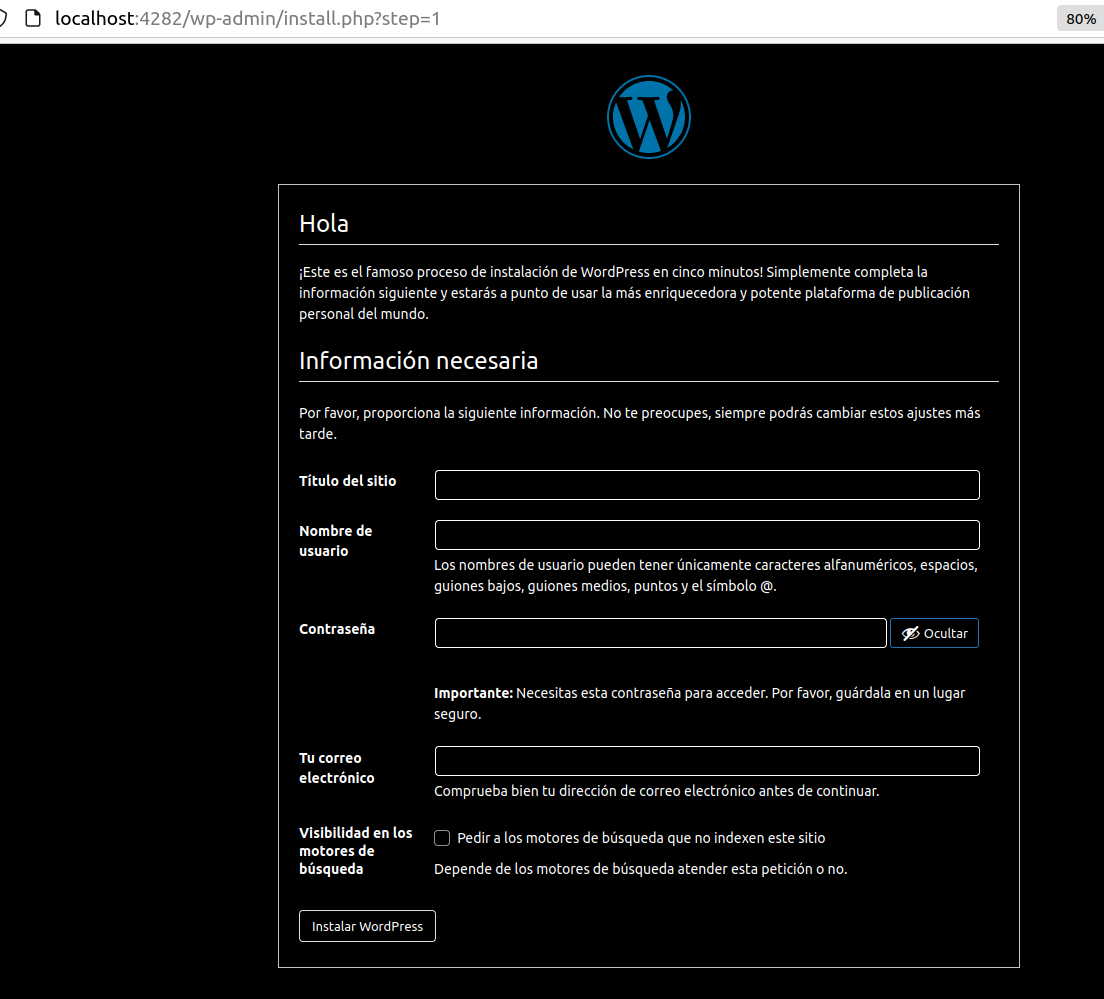 localhost:4282/wp-admin/install.php?step=1
80%
Hola
¡Este es el famoso proceso de instalación de WordPress en cinco minutos! Simplemente completa la
información siguiente y estarás a punto de usar la más enriquecedora y potente plataforma de publicación
personal del mundo.
Información necesaria
Por favor, proporciona la siguiente información. No te preocupes, siempre podrás cambiar estos ajustes más
tarde.
Título del sitio
Nombre de
usuario
Los nombres de usuario pueden tener únicamente caracteres alfanuméricos, espacios,
guiones bajos, guiones medios, puntos y el símbolo @.
Contraseña
Ocultar
Importante: Necesitas esta contraseña para acceder. Por favor, guárdala en un lugar
seguro.
Tu correo
electrónico
Comprueba bien tu dirección de correo electrónico antes de continuar.
Visibilidad en los
motores de
búsqueda
Pedir a los motores de búsqueda que no indexen este sitio
Depende de los motores de búsqueda atender esta petición o no.
Instalar WordPress